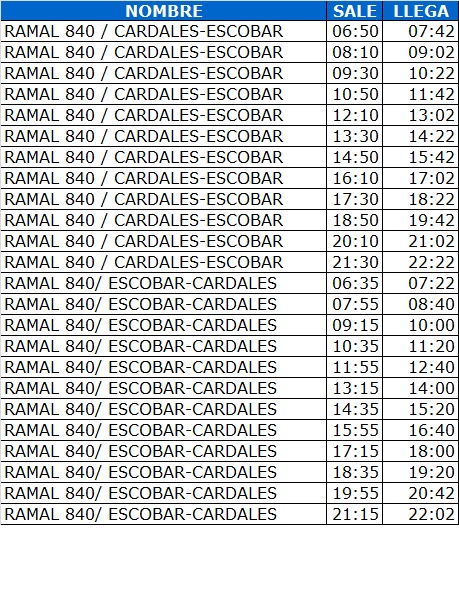 NOMBRE SALE LLEGA
RAMAL 840 / CARDALES-ESCOBAR 06:50 07:42
RAMAL 840 / CARDALES-ESCOBAR 08:10 09:02
RAMAL 840 / CARDALES-ESCOBAR 09:30 10:22
RAMAL 840 / CARDALES-ESCOBAR 10:50 11:42
RAMAL 840 / CARDALES-ESCOBAR 12:10 13:02
RAMAL 840 / CARDALES-ESCOBAR 13:30 14:22
RAMAL 840 / CARDALES-ESCOBAR 14:50 15:42
RAMAL 840 / CARDALES-ESCOBAR 16:10 17:02
RAMAL 840 / CARDALES-ESCOBAR 17:30 18:22
RAMAL 840 / CARDALES-ESCOBAR 18:50 19:42
RAMAL 840 / CARDALES-ESCOBAR 20:10 21:02
RAMAL 840 / CARDALES-ESCOBAR 21:30 22:22
RAMAL 840/ ESCOBAR-CARDALES 06:35 07:22
RAMAL 840/ ESCOBAR-CARDALES 07:55 08:40
RAMAL 840/ ESCOBAR-CARDALES 09:15 10:00
RAMAL 840/ ESCOBAR-CARDALES 10:35 11:20
RAMAL 840/ ESCOBAR-CARDALES 11:55 12:40
RAMAL 840/ ESCOBAR-CARDALES 13:15 14:00
RAMAL 840/ ESCOBAR-CARDALES 14:35 15:20
RAMAL 840/ ESCOBAR-CARDALES 15:55 16:40
RAMAL 840/ ESCOBAR-CARDALES 17:15 18:00
RAMAL 840/ ESCOBAR-CARDALES 18:35 19:20
RAMAL 840/ ESCOBAR-CARDALES 19:55 20:42
RAMAL 840/ ESCOBAR-CARDALES 21:15 22:02